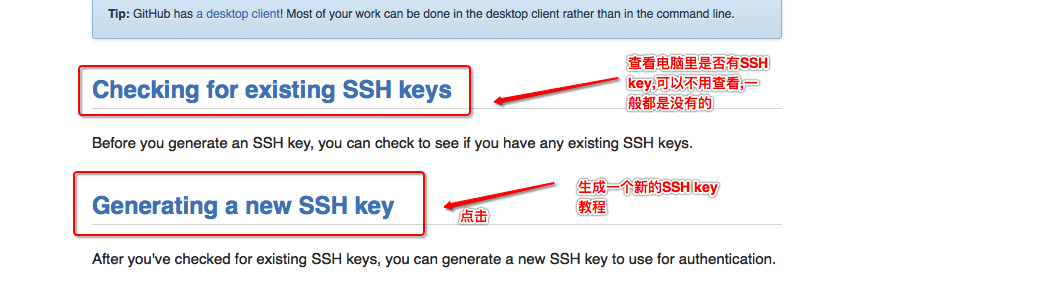 Tip: GitHub has a desktop client! Most of your work can be done in the desktop client rather than in the command line.
Checking for existing SSH keys
查看电脑里是否有SSH
key,可以不用查看,一
般都是没有的
Before you generate an SSH key, you can check to see if you have any existing SSH keys.
Generating a new SSH key
点击
生成一个新的SSH key
教程
After you've checked for existing SSH keys, you can generate a new SSH key to use for authentication.